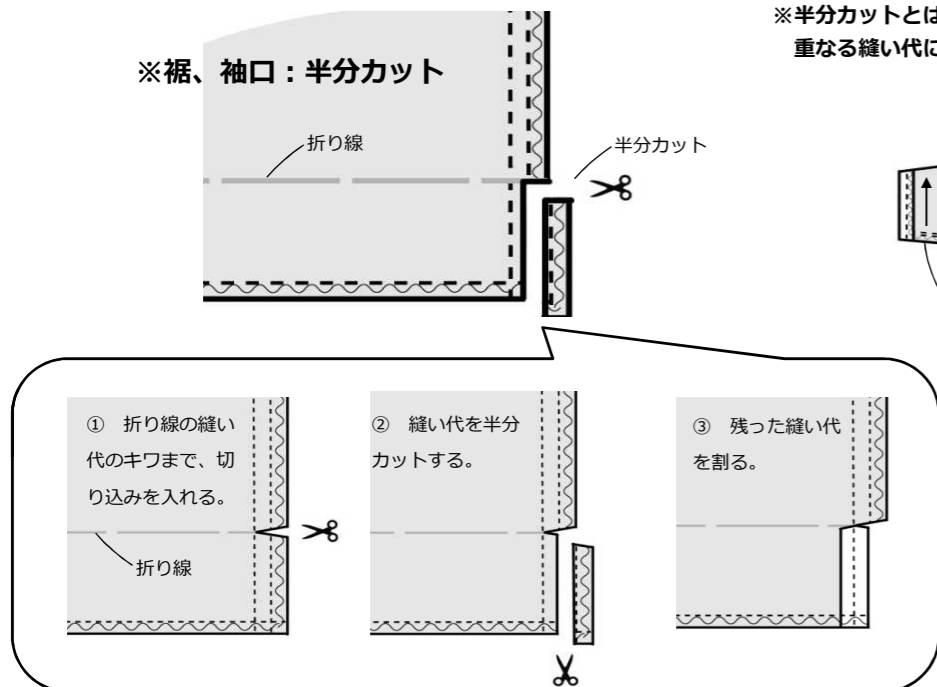 ※半分カットとは
重なる縫い代に
※裾、袖口：半分カット
折り線
半分カット
① 折り線の縫い
代のキワまで、切
り込みを入れる。
折り線
② 縫い代を半分
カットする。
③ 残った縫い代
を割る。